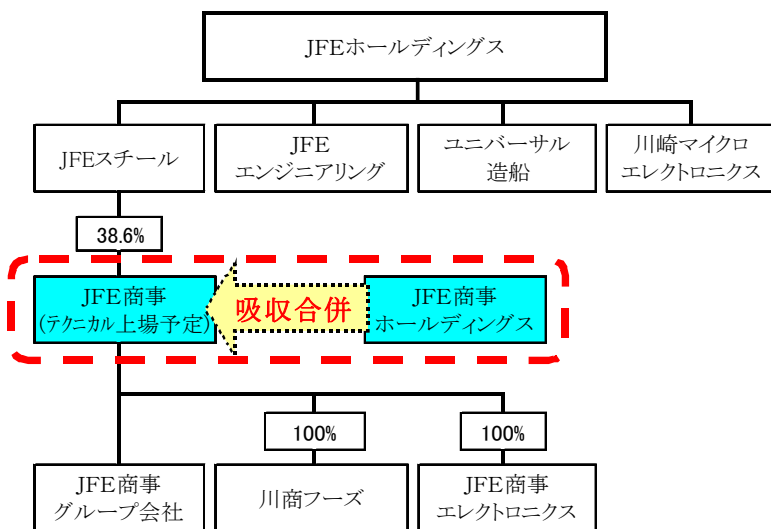 JFEホールディングス
JFEスチール
JFE
エンジニアリング
ユニバーサル
造船
川崎マイクロ
エレクトロニクス
38.6%
JFE商事
(テクニカル上場予定)
吸収合併
JFE商事
ホールディングス
100%
100%
JFE商事
グループ会社
川商フーズ
JFE商事
エレクトロニクス